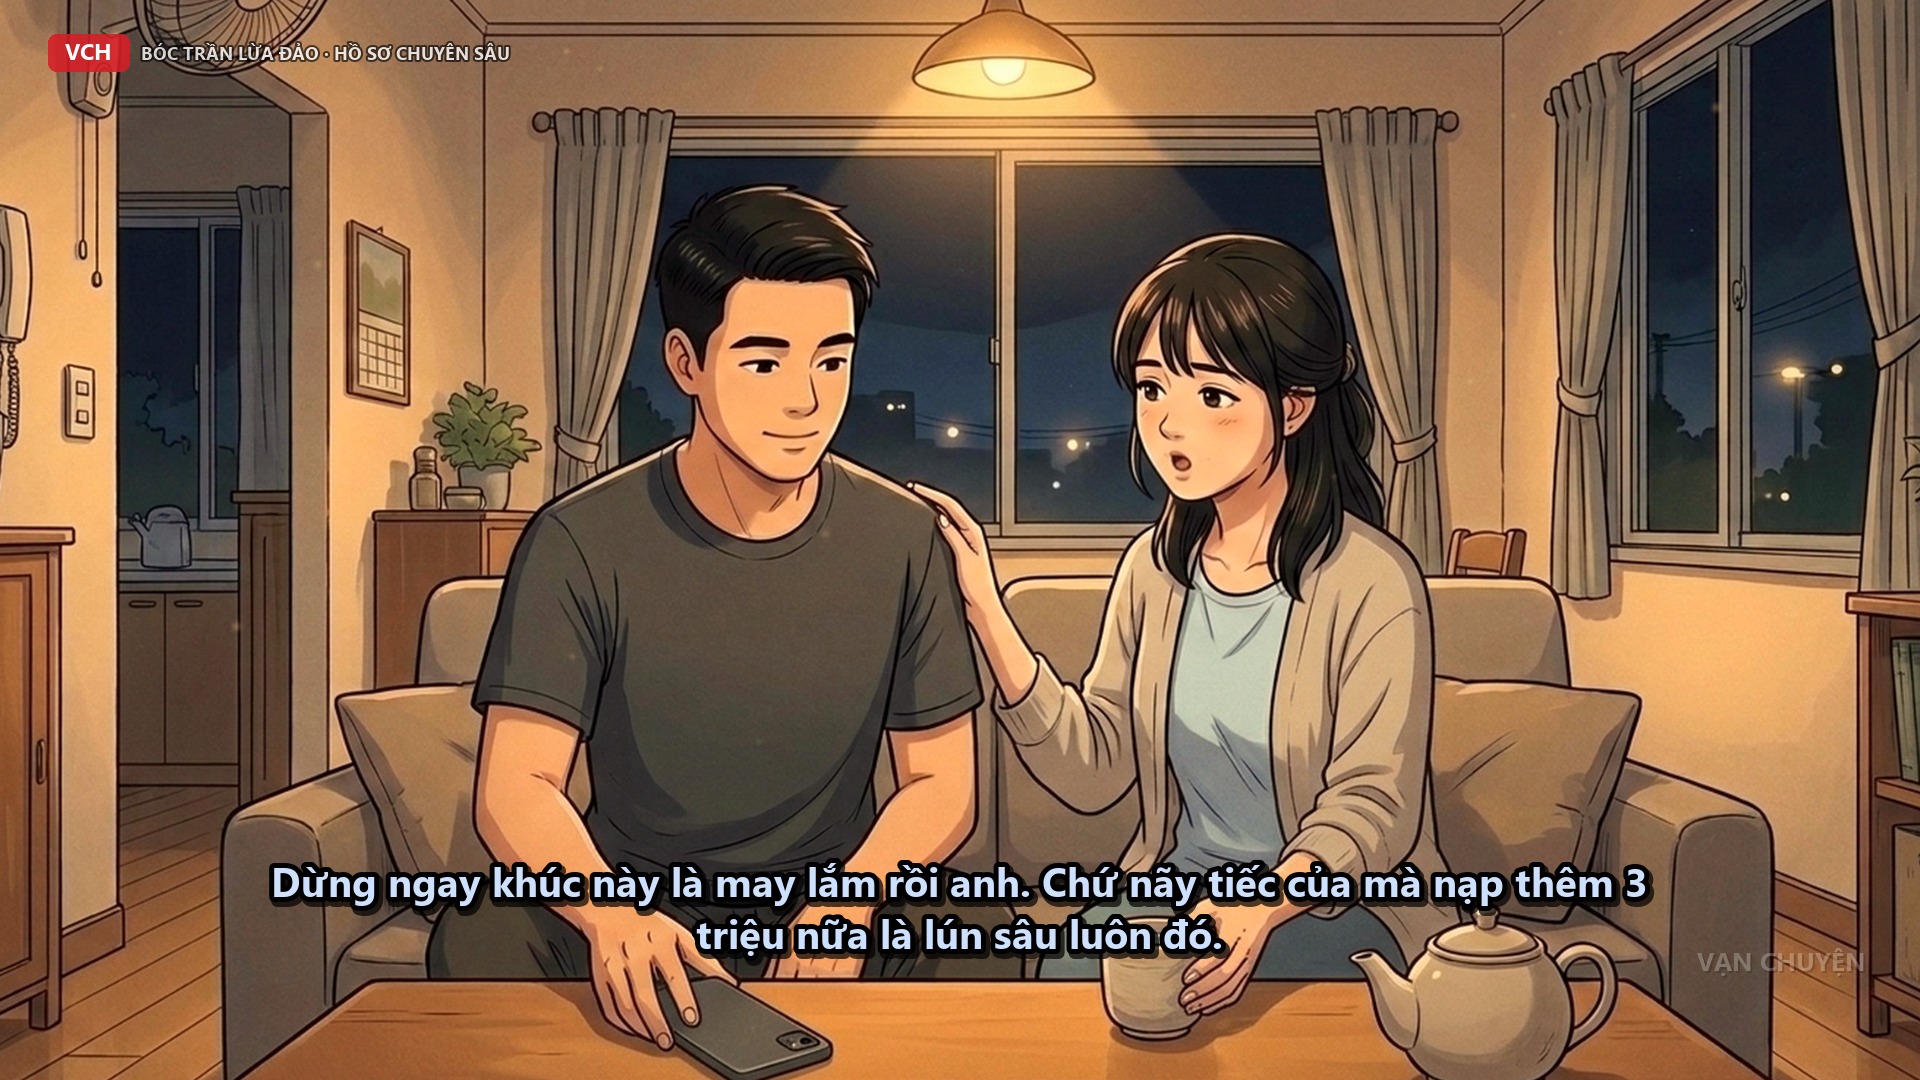 VCH BÓC TRẦN LỪA ĐẢO · HỒ SƠ CHUYÊN SÂU
Dừng ngay khúc này là may lắm rồi anh. Chứ nãy tiếc của mà nạp thêm 3
triệu nữa là lún sâu luôn đó.
VẠN CHUYỆN